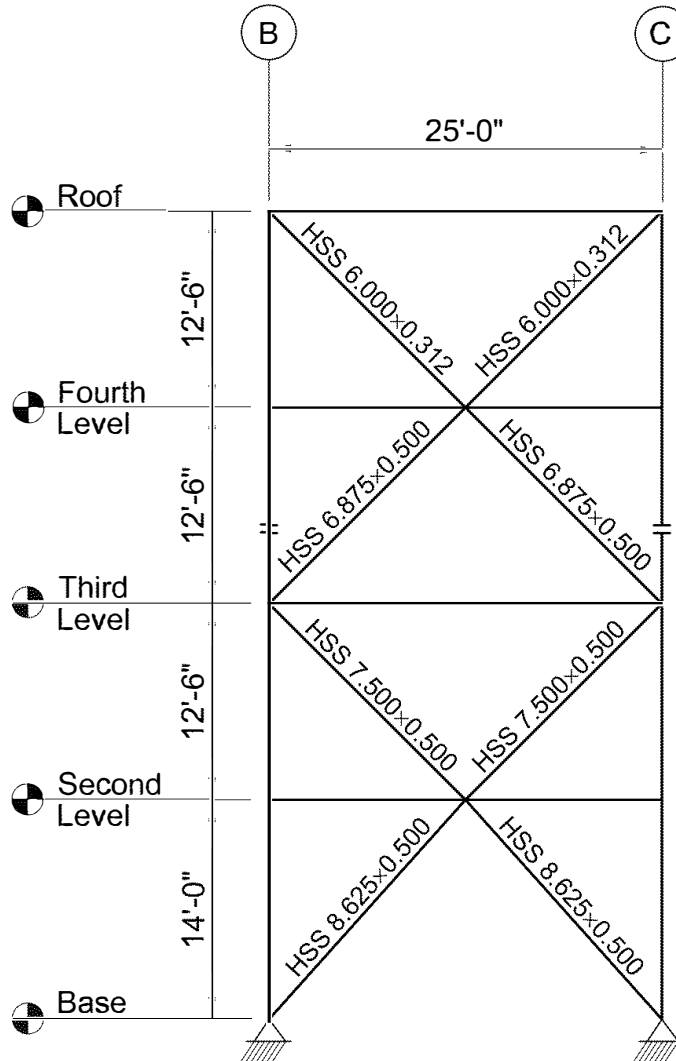 B
C
25'-0"
Roof
12'-6"
HSS 6.000×0.312
HSS 6.000×0.312
Fourth
Level
12'-6"
HSS 6.875×0.500
HSS 6.875×0.500
Third
Level
12'-6"
HSS 7.500×0.500
HSS 7.500×0.500
Second
Level
14'-0"
HSS 8.625×0.500
HSS 8.625×0.500
Base